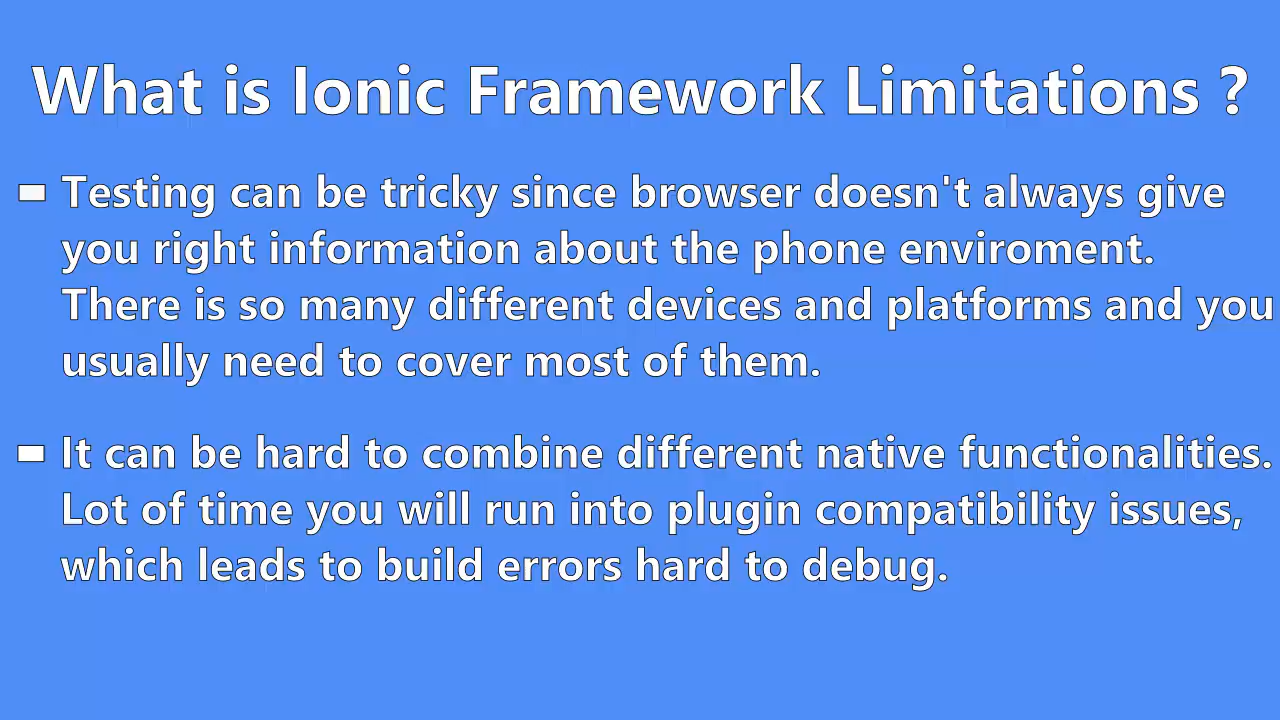 What is Ionic Framework Limitations ?
Testing can be tricky since browser doesn't always give
you right information about the phone enviroment.
There is so many different devices and platforms and you
usually need to cover most of them.
It can be hard to combine different native functionalities.
Lot of time you will run into plugin compatibility issues,
which leads to build errors hard to debug.